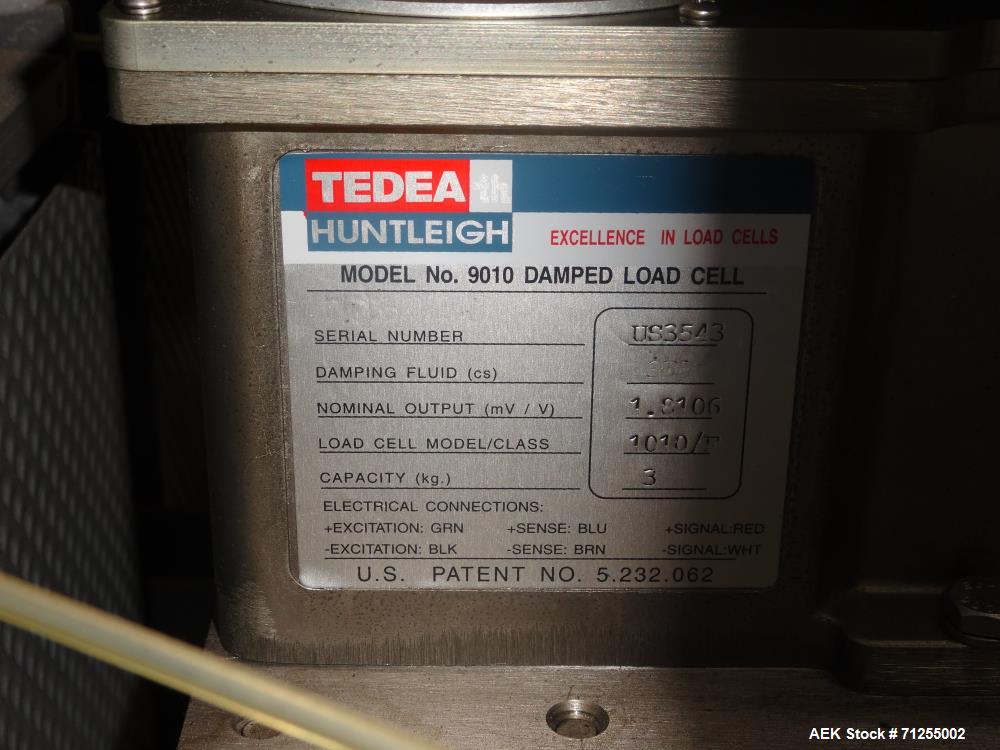 TEDEA th
HUNTLEIGH
EXCELLENCE IN LOAD CELLS
MODEL No. 9010 DAMPED LOAD CELL
SERIAL NUMBER US3543
DAMPING FLUID (cs)
NOMINAL OUTPUT (mV / V) 1.8106
LOAD CELL MODEL/CLASS 1010/F
CAPACITY (kg.) 3
ELECTRICAL CONNECTIONS:
+EXCITATION: GRN +SENSE: BLU +SIGNAL:RED
-EXCITATION: BLK -SENSE: BRN -SIGNAL:WHT
U.S. PATENT NO. 5.232.062
AEK Stock #71255002